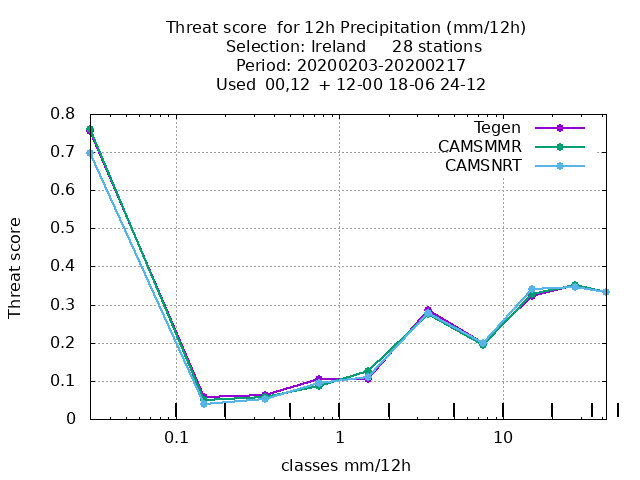 Threat score  for 12h Precipitation (mm/12h)
Selection: Ireland     28 stations
Period: 20200203-20200217
Used  00,12  + 12-00 18-06 24-12
Tegen
CAMSMMR
CAMSNRT
0.8
0.7
0.6
0.5
0.4
0.3
0.2
0.1
0
Threat score
0.1
1
10
classes mm/12h